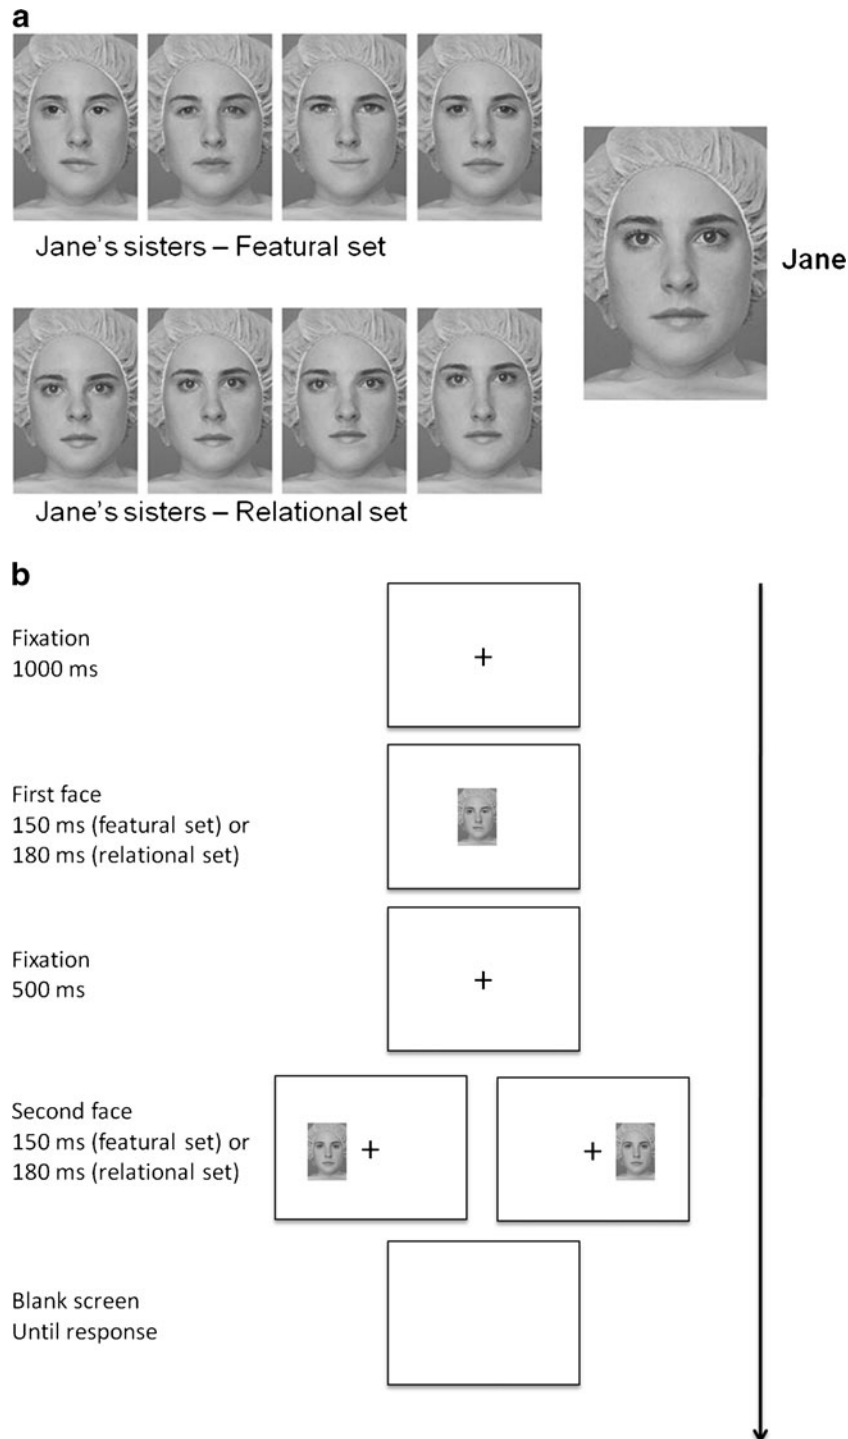 a
Jane's sisters – Featural set
Jane
Jane's sisters – Relational set
b
Fixation
1000 ms
First face
150 ms (featural set) or
180 ms (relational set)
Fixation
500 ms
Second face
150 ms (featural set) or
180 ms (relational set)
Blank screen
Until response